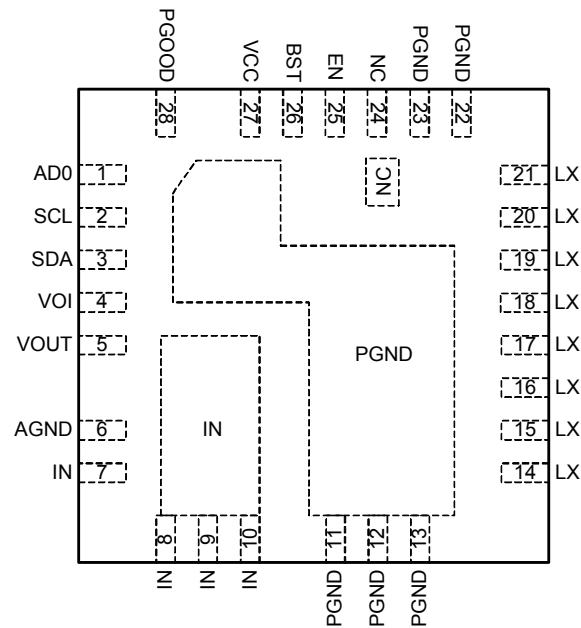 PGOOD
VCC
BST
EN
NC
PGND
PGND
28
27
26
25
24
23
22
AD0 1
SCL 2
SDA 3
VOI 4
VOUT 5
AGND 6
IN 7
NC
PGND
IN
21 LX
20 LX
19 LX
18 LX
17 LX
16 LX
15 LX
14 LX
8
9
10
11
12
13
IN
IN
IN
PGND
PGND
PGND